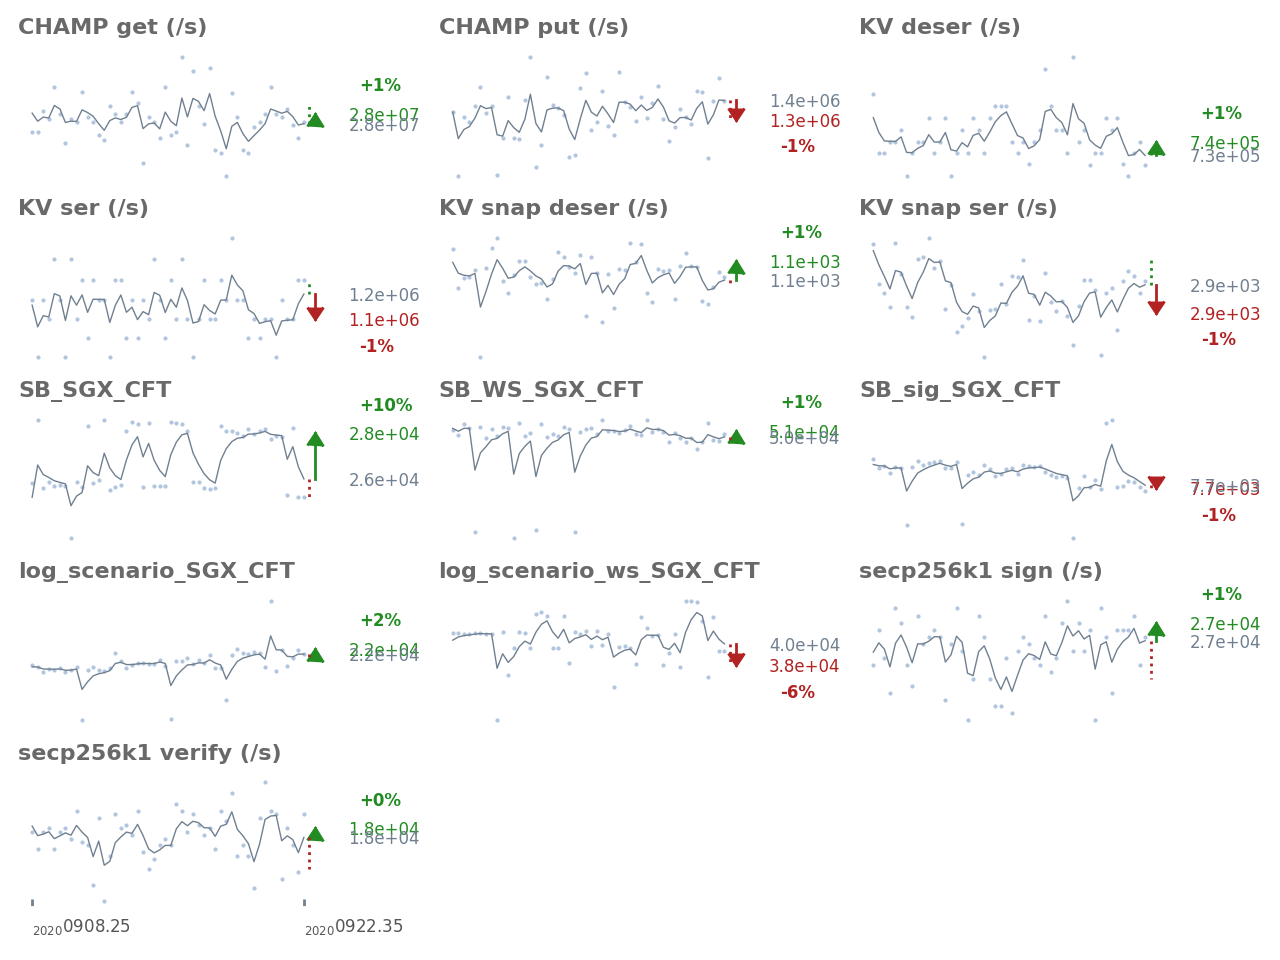 CHAMP get (/s)
+1%
2.8e+07
2.8e+07
CHAMP put (/s)
1.4e+06
1.3e+06
-1%
KV deser (/s)
+1%
7.4e+05
7.3e+05
KV ser (/s)
1.2e+06
1.1e+06
-1%
KV snap deser (/s)
+1%
1.1e+03
1.1e+03
KV snap ser (/s)
2.9e+03
2.9e+03
-1%
SB_SGX_CFT
+10%
2.8e+04
2.6e+04
SB_WS_SGX_CFT
+1%
5.1e+04
5.0e+04
SB_sig_SGX_CFT
7.7e+03
7.7e+03
-1%
log_scenario_SGX_CFT
+2%
2.2e+04
2.2e+04
log_scenario_ws_SGX_CFT
4.0e+04
3.8e+04
-6%
secp256k1 sign (/s)
+1%
2.7e+04
2.7e+04
secp256k1 verify (/s)
+0%
1.8e+04
1.8e+04
20200908.25
20200922.35